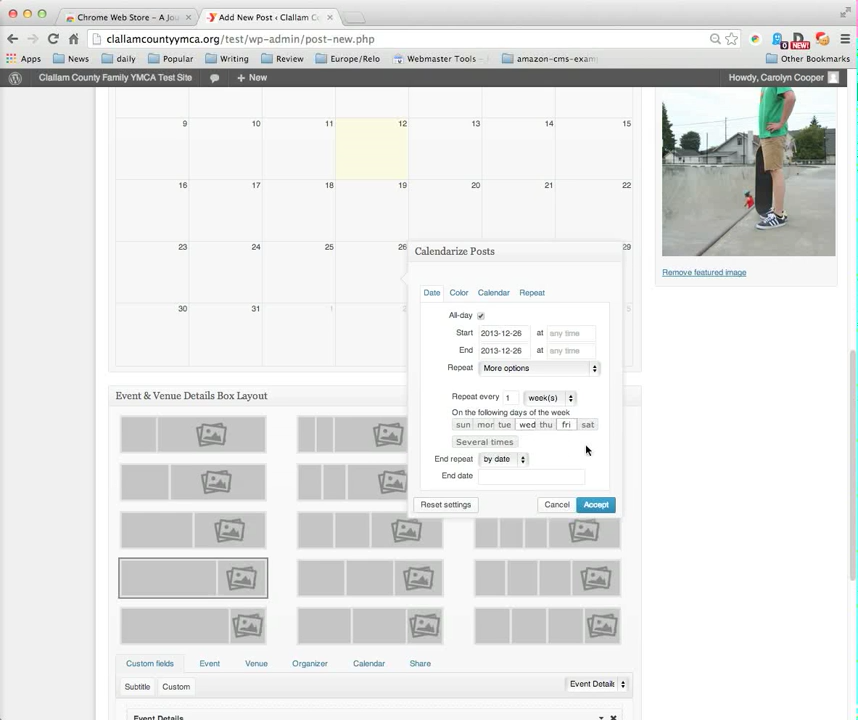 Chrome Web Store – A Jou
Add New Post ‹ Clallam C
clallamcountyymca.org/test/wp-admin/post-new.php
0 NEW!
Apps News daily Popular Writing Review Europe/Relo Webmaster Tools – amazon-cms-exam Other Bookmarks
Clallam County Family YMCA Test Site + New Howdy, Carolyn Cooper
9 10 11 12 13 14 15
16 17 18 19 20 21 22
23 24 25 26 29
30 31 1
Remove featured image
Calendarize Posts
Date Color Calendar Repeat
All-day
Start 2013-12-26 at any time
End 2013-12-26 at any time
Repeat More options
Repeat every 1 week(s)
On the following days of the week
sun mon tue wed thu fri sat
Several times
End repeat by date
End date
Reset settings Cancel Accept
Event & Venue Details Box Layout
Custom fields Event Venue Organizer Calendar Share
Subtitle Custom Event Details
Event Details